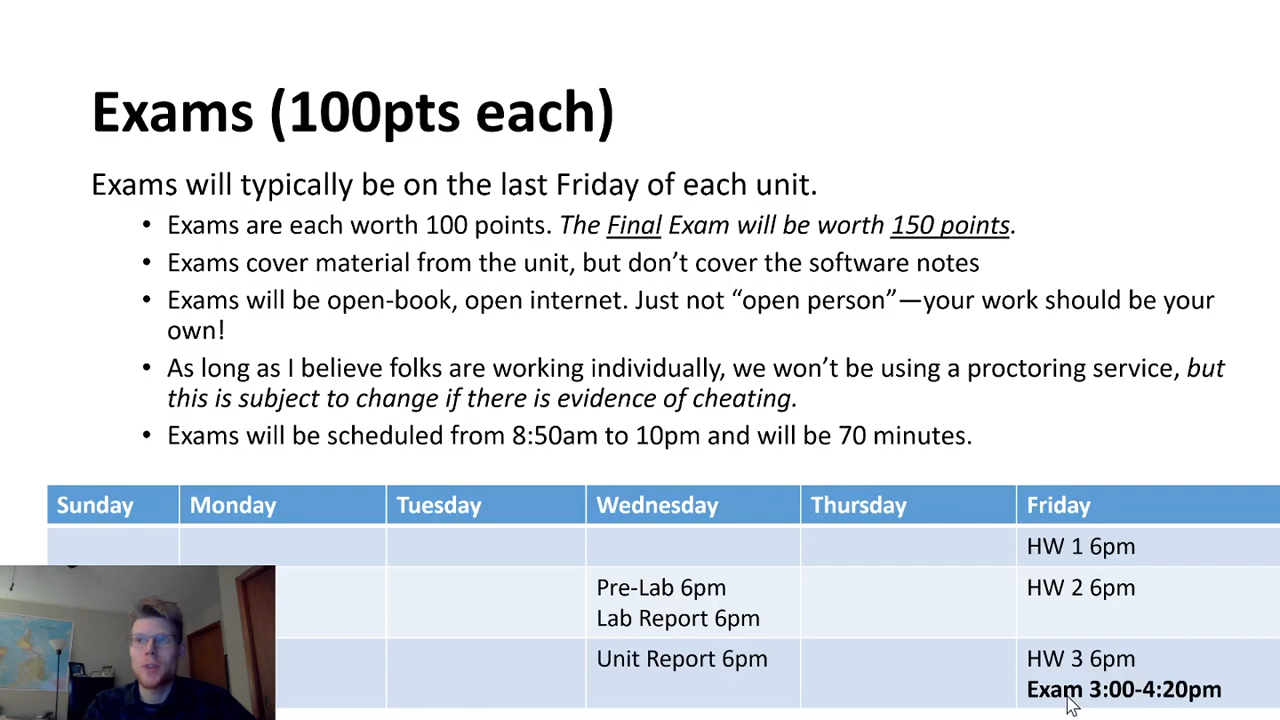 Exams (100pts each)
Exams will typically be on the last Friday of each unit.
• Exams are each worth 100 points. The Final Exam will be worth 150 points.
• Exams cover material from the unit, but don’t cover the software notes
• Exams will be open-book, open internet. Just not “open person”—your work should be your
own!
• As long as I believe folks are working individually, we won’t be using a proctoring service, but
this is subject to change if there is evidence of cheating.
• Exams will be scheduled from 8:50am to 10pm and will be 70 minutes.
Sunday Monday Tuesday Wednesday Thursday Friday
HW 1 6pm
Pre-Lab 6pm HW 2 6pm
Lab Report 6pm
Unit Report 6pm HW 3 6pm
Exam 3:00-4:20pm